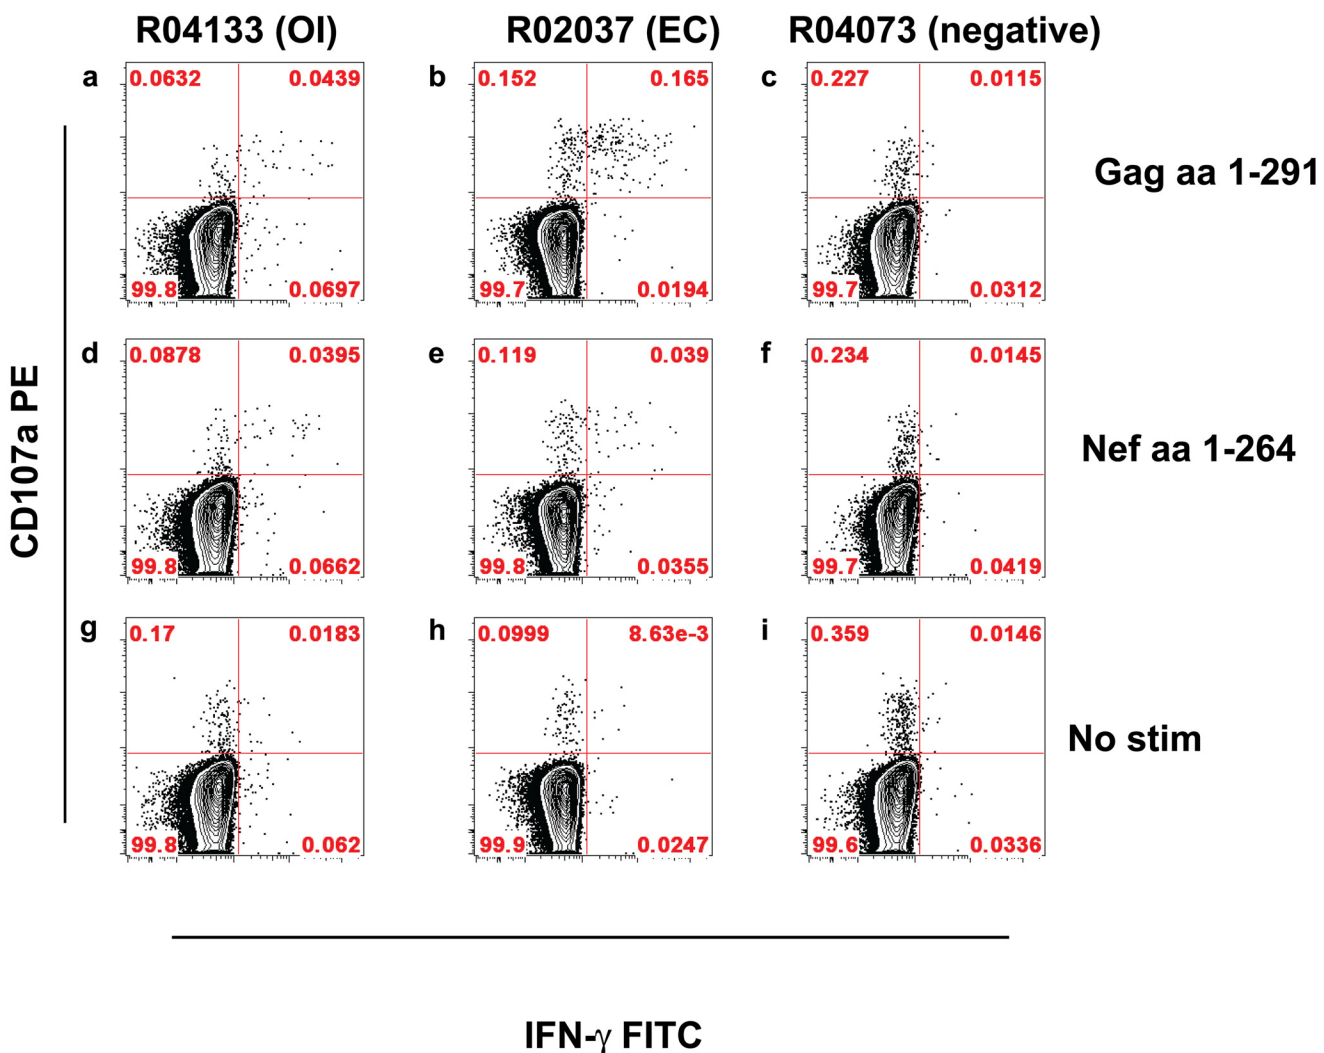 R04133 (OI) R02037 (EC) R04073 (negative)
a 0.0632 0.0439 b 0.152 0.165 c 0.227 0.0115
Gag aa 1-291
99.8 0.0697 99.7 0.0194 99.7 0.0312
d 0.0878 0.0395 e 0.119 0.039 f 0.234 0.0145
CD107a PE
Nef aa 1-264
99.8 0.0662 99.8 0.0355 99.7 0.0419
g 0.17 0.0183 h 0.0999 8.63e-3 i 0.359 0.0146
No stim
99.8 0.062 99.9 0.0247 99.6 0.0336
IFN-γ FITC